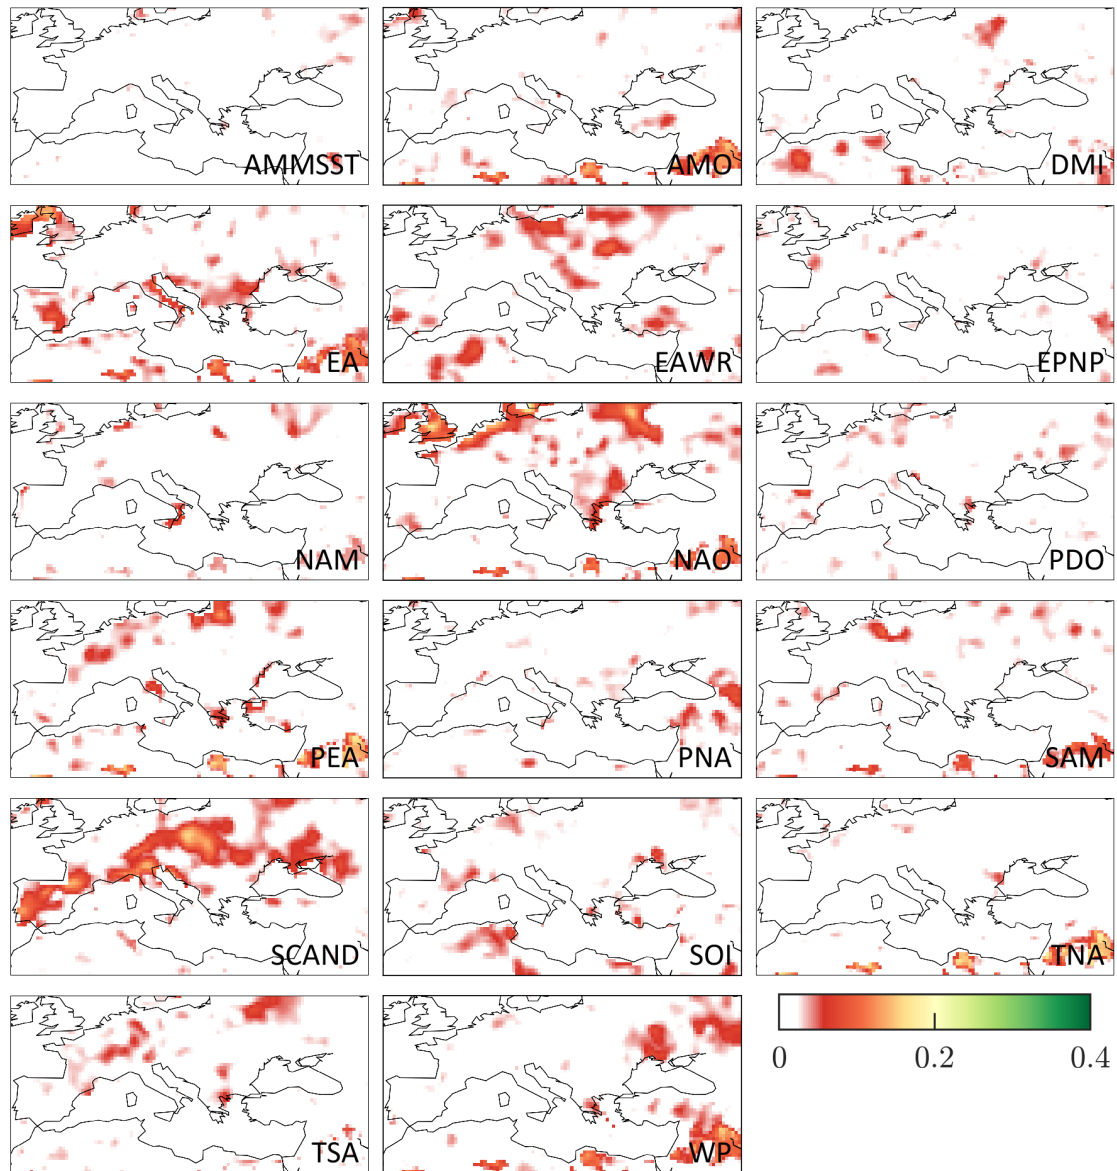 AMMSST
AMO
DMI
EA
EAWR
EPNP
NAM
NAO
PDO
PEA
PNA
SAM
SCAND
SOI
TNA
TSA
WP
0
0.2
0.4